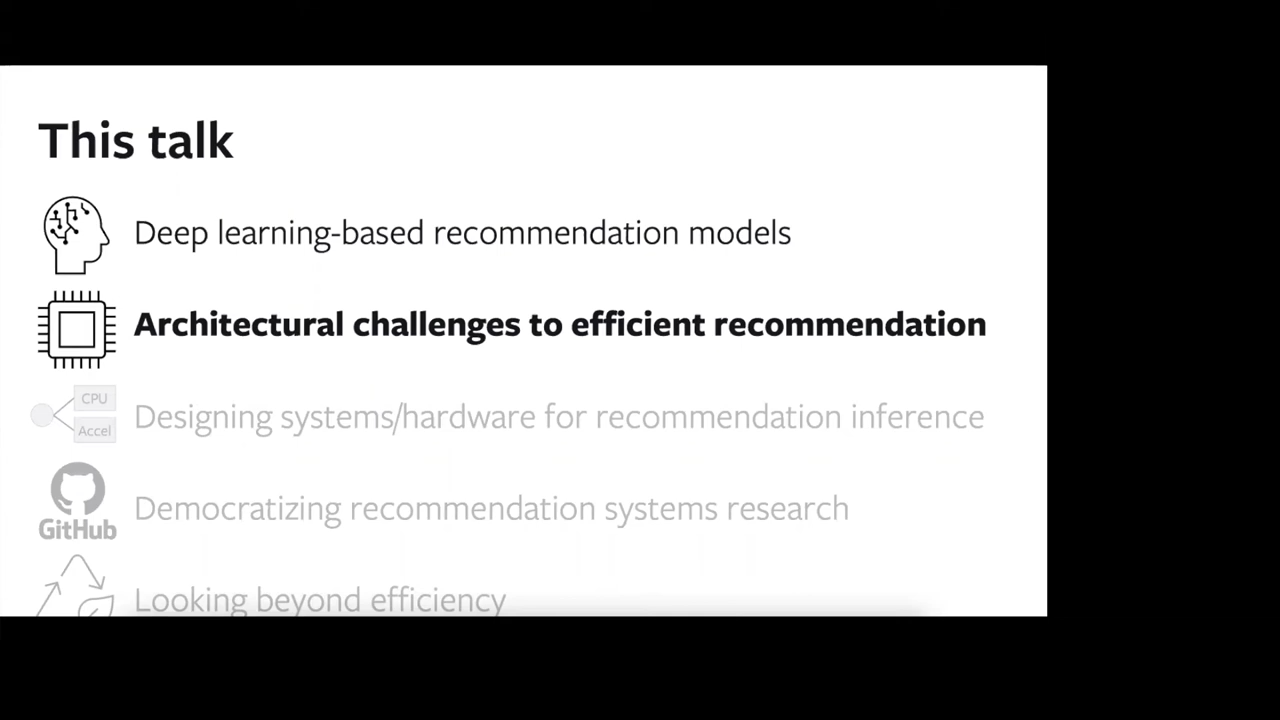 This talk
Deep learning-based recommendation models
Architectural challenges to efficient recommendation
CPU
Accel
Designing systems/hardware for recommendation inference
GitHub
Democratizing recommendation systems research
Looking beyond efficiency